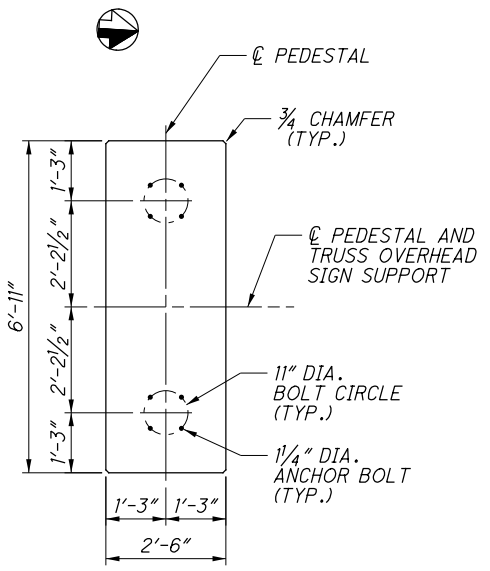 ℄ PEDESTAL
¾ CHAMFER
(TYP.)
1'-3"
2'-2½"
6'-11"
℄ PEDESTAL AND
TRUSS OVERHEAD
SIGN SUPPORT
2'-2½"
11" DIA.
BOLT CIRCLE
(TYP.)
1'-3"
1¼" DIA.
ANCHOR BOLT
(TYP.)
1'-3" 1'-3"
2'-6"